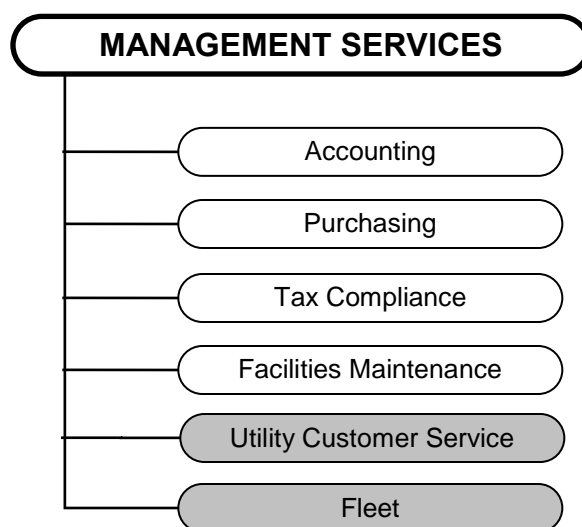 MANAGEMENT SERVICES
Accounting
Purchasing
Tax Compliance
Facilities Maintenance
Utility Customer Service
Fleet